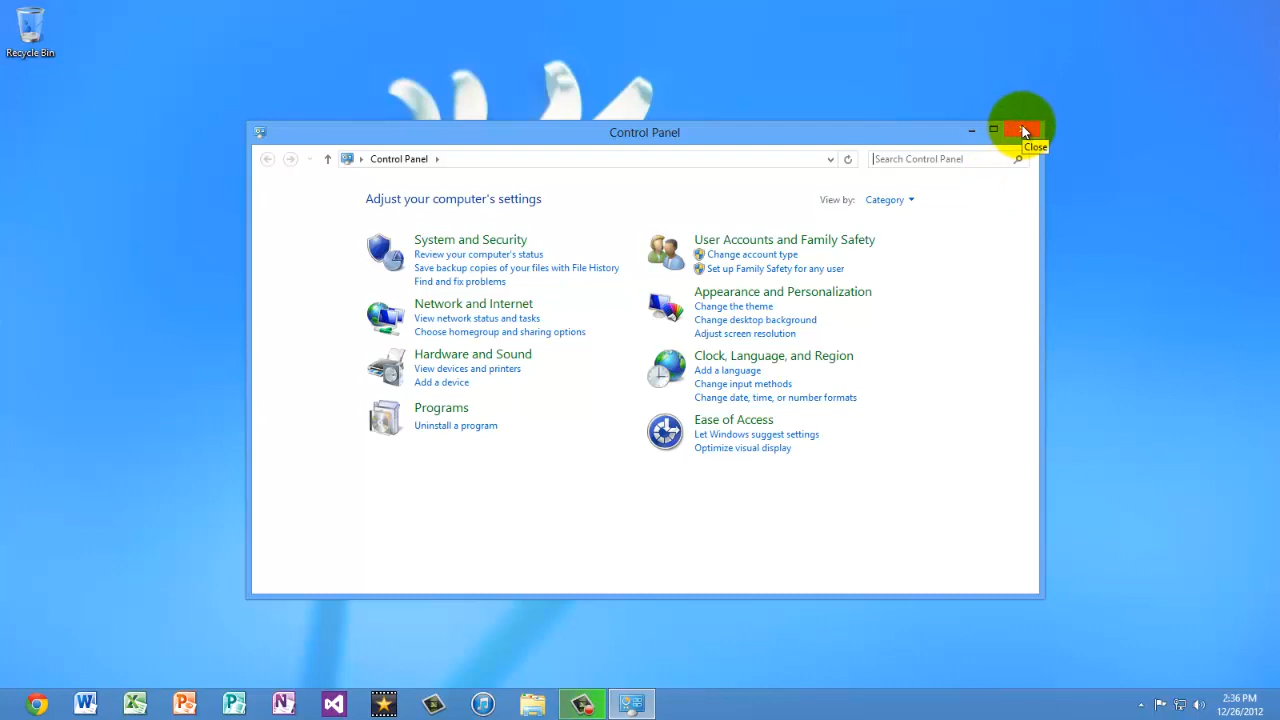 Recycle Bin
Control Panel
Close
Control Panel
Search Control Panel
Adjust your computer's settings
View by: Category
System and Security
Review your computer's status
Save backup copies of your files with File History
Find and fix problems
Network and Internet
View network status and tasks
Choose homegroup and sharing options
Hardware and Sound
View devices and printers
Add a device
Programs
Uninstall a program
User Accounts and Family Safety
Change account type
Set up Family Safety for any user
Appearance and Personalization
Change the theme
Change desktop background
Adjust screen resolution
Clock, Language, and Region
Add a language
Change input methods
Change date, time, or number formats
Ease of Access
Let Windows suggest settings
Optimize visual display
2:36 PM
12/26/2012